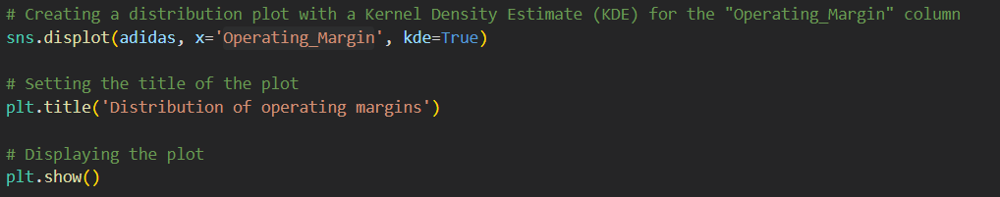 # Creating a distribution plot with a Kernel Density Estimate (KDE) for the "Operating_Margin" column
sns.displot(adidas, x='Operating_Margin', kde=True)
# Setting the title of the plot
plt.title('Distribution of operating margins')
# Displaying the plot
plt.show()